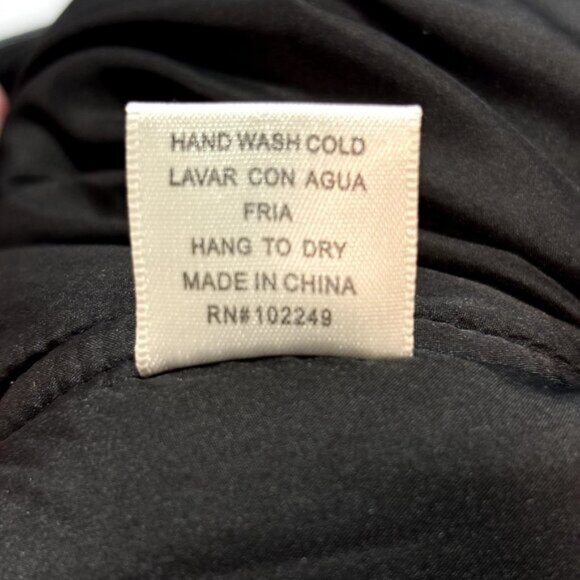 HAND WASH COLD
LAVAR CON AGUA
FRIA
HANG TO DRY
MADE IN CHINA
RN#102249